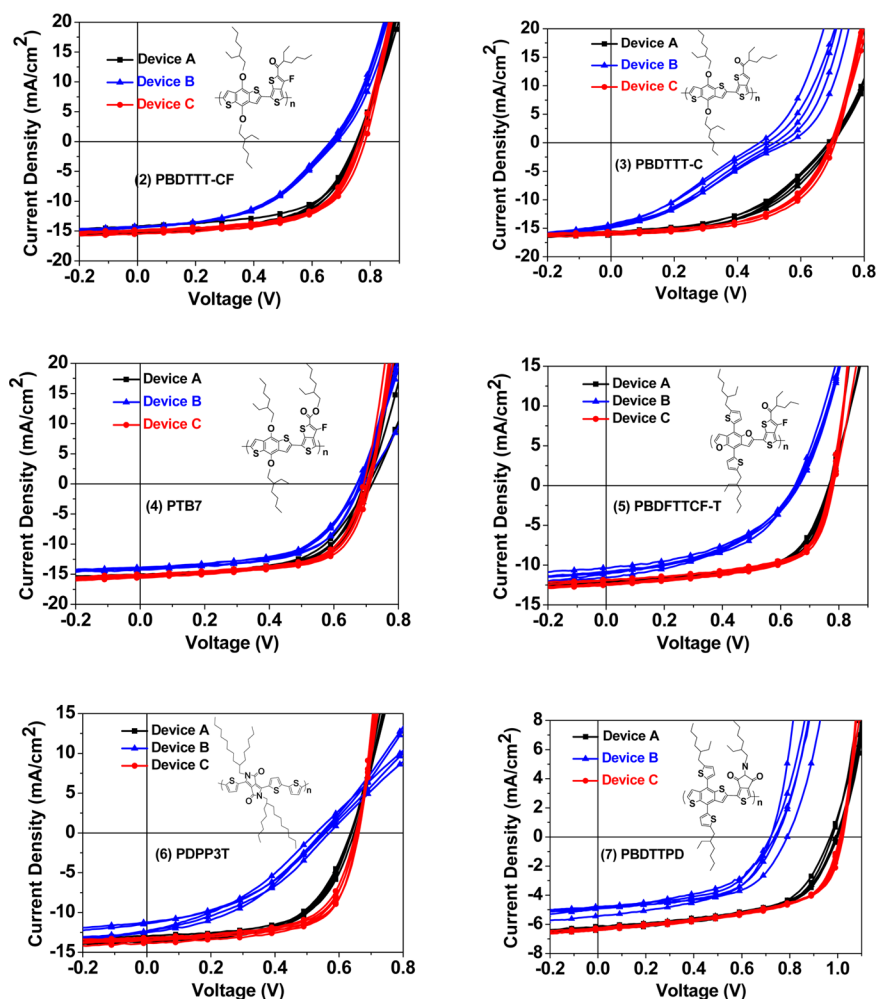 20
15
10
5
0
-5
-10
-15
-20
Current Density (mA/cm²)
Device A
Device B
Device C
O
O
O
F
S
S
S
S
n
(2) PBDTTT-CF
-0.2 0.0 0.2 0.4 0.6 0.8
Voltage (V)
20
15
10
5
0
-5
-10
-15
-20
Current Density(mA/cm²)
Device A
Device B
Device C
O
O
O
S
S
S
S
n
(3) PBDTTT-C
-0.2 0.0 0.2 0.4 0.6 0.8
Voltage (V)
20
15
10
5
0
-5
-10
-15
-20
Current Density (mA/cm²)
Device A
Device B
Device C
O
O
O
O
F
S
S
S
S
n
(4) PTB7
-0.2 0.0 0.2 0.4 0.6 0.8
Voltage (V)
15
10
5
0
-5
-10
-15
Current Density (mA/cm²)
Device A
Device B
Device C
O
F
S
S
O
O
S
S
n
(5) PBDFTTCF-T
-0.2 0.0 0.2 0.4 0.6 0.8
Voltage (V)
15
10
5
0
-5
-10
-15
Current Density (mA/cm²)
Device A
Device B
Device C
N
O
O
N
S
S
S
n
(6) PDPP3T
-0.2 0.0 0.2 0.4 0.6 0.8
Voltage (V)
8
6
4
2
0
-2
-4
-6
-8
Current Density (mA/cm²)
Device A
Device B
Device C
N
O
O
S
S
S
S
S
n
(7) PBDTTPD
-0.2 0.0 0.2 0.4 0.6 0.8 1.0
Voltage (V)